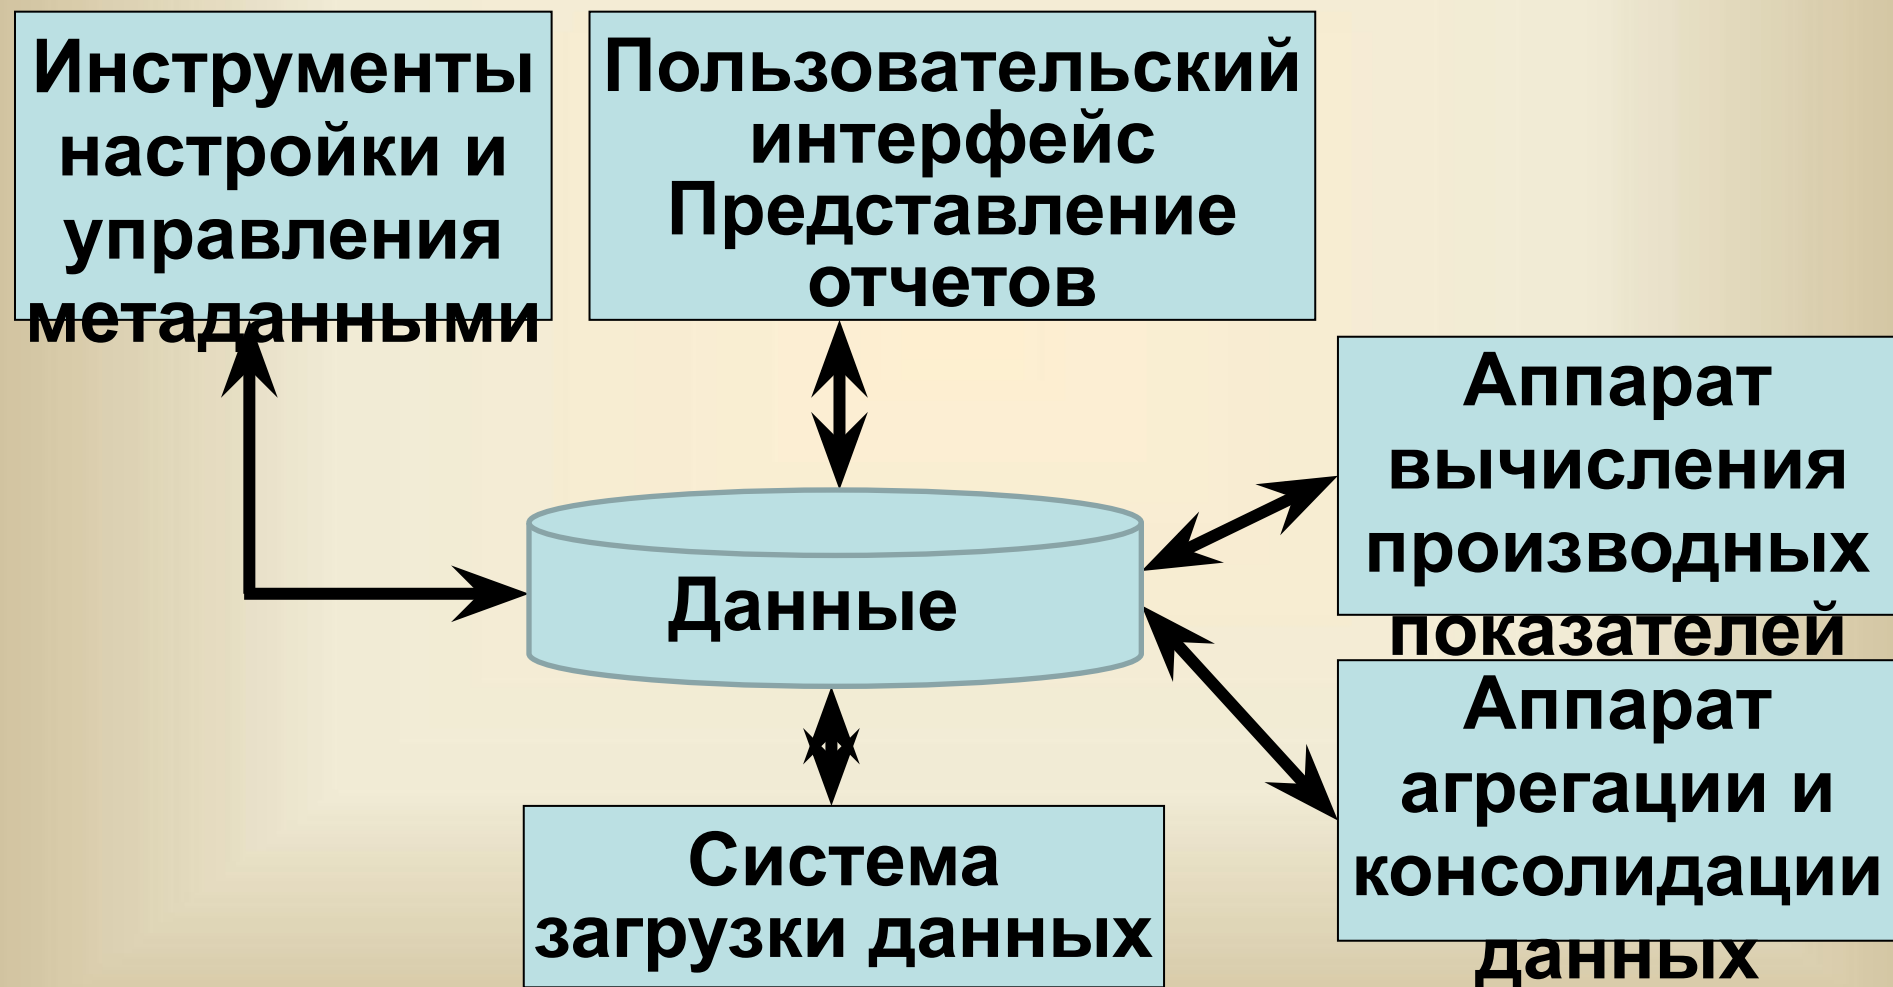 Инструменты
настройки и
управления
метаданными
Пользовательский
интерфейс
Представление
отчетов
Аппарат
вычисления
производных
показателей
Данные
Аппарат
агрегации и
консолидации
данных
Система
загрузки данных